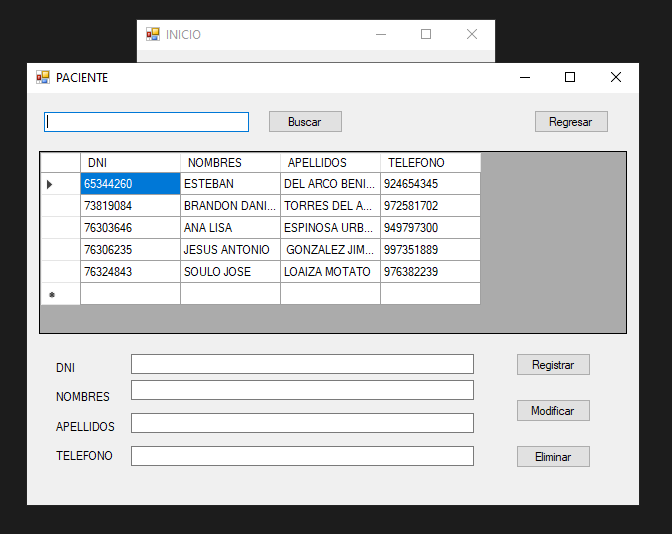 INICIO
PACIENTE
Buscar Regresar
DNI NOMBRES APELLIDOS TELEFONO
65344260 ESTEBAN DEL ARCO BENI... 924654345
73819084 BRANDON DANI... TORRES DEL A... 972581702
76303646 ANA LISA ESPINOSA URB... 949797300
76306235 JESUS ANTONIO GONZALEZ JIM... 997351889
76324843 SOULO JOSE LOAIZA MOTATO 976382239
DNI Registrar
NOMBRES
Modificar
APELLIDOS
TELEFONO Eliminar